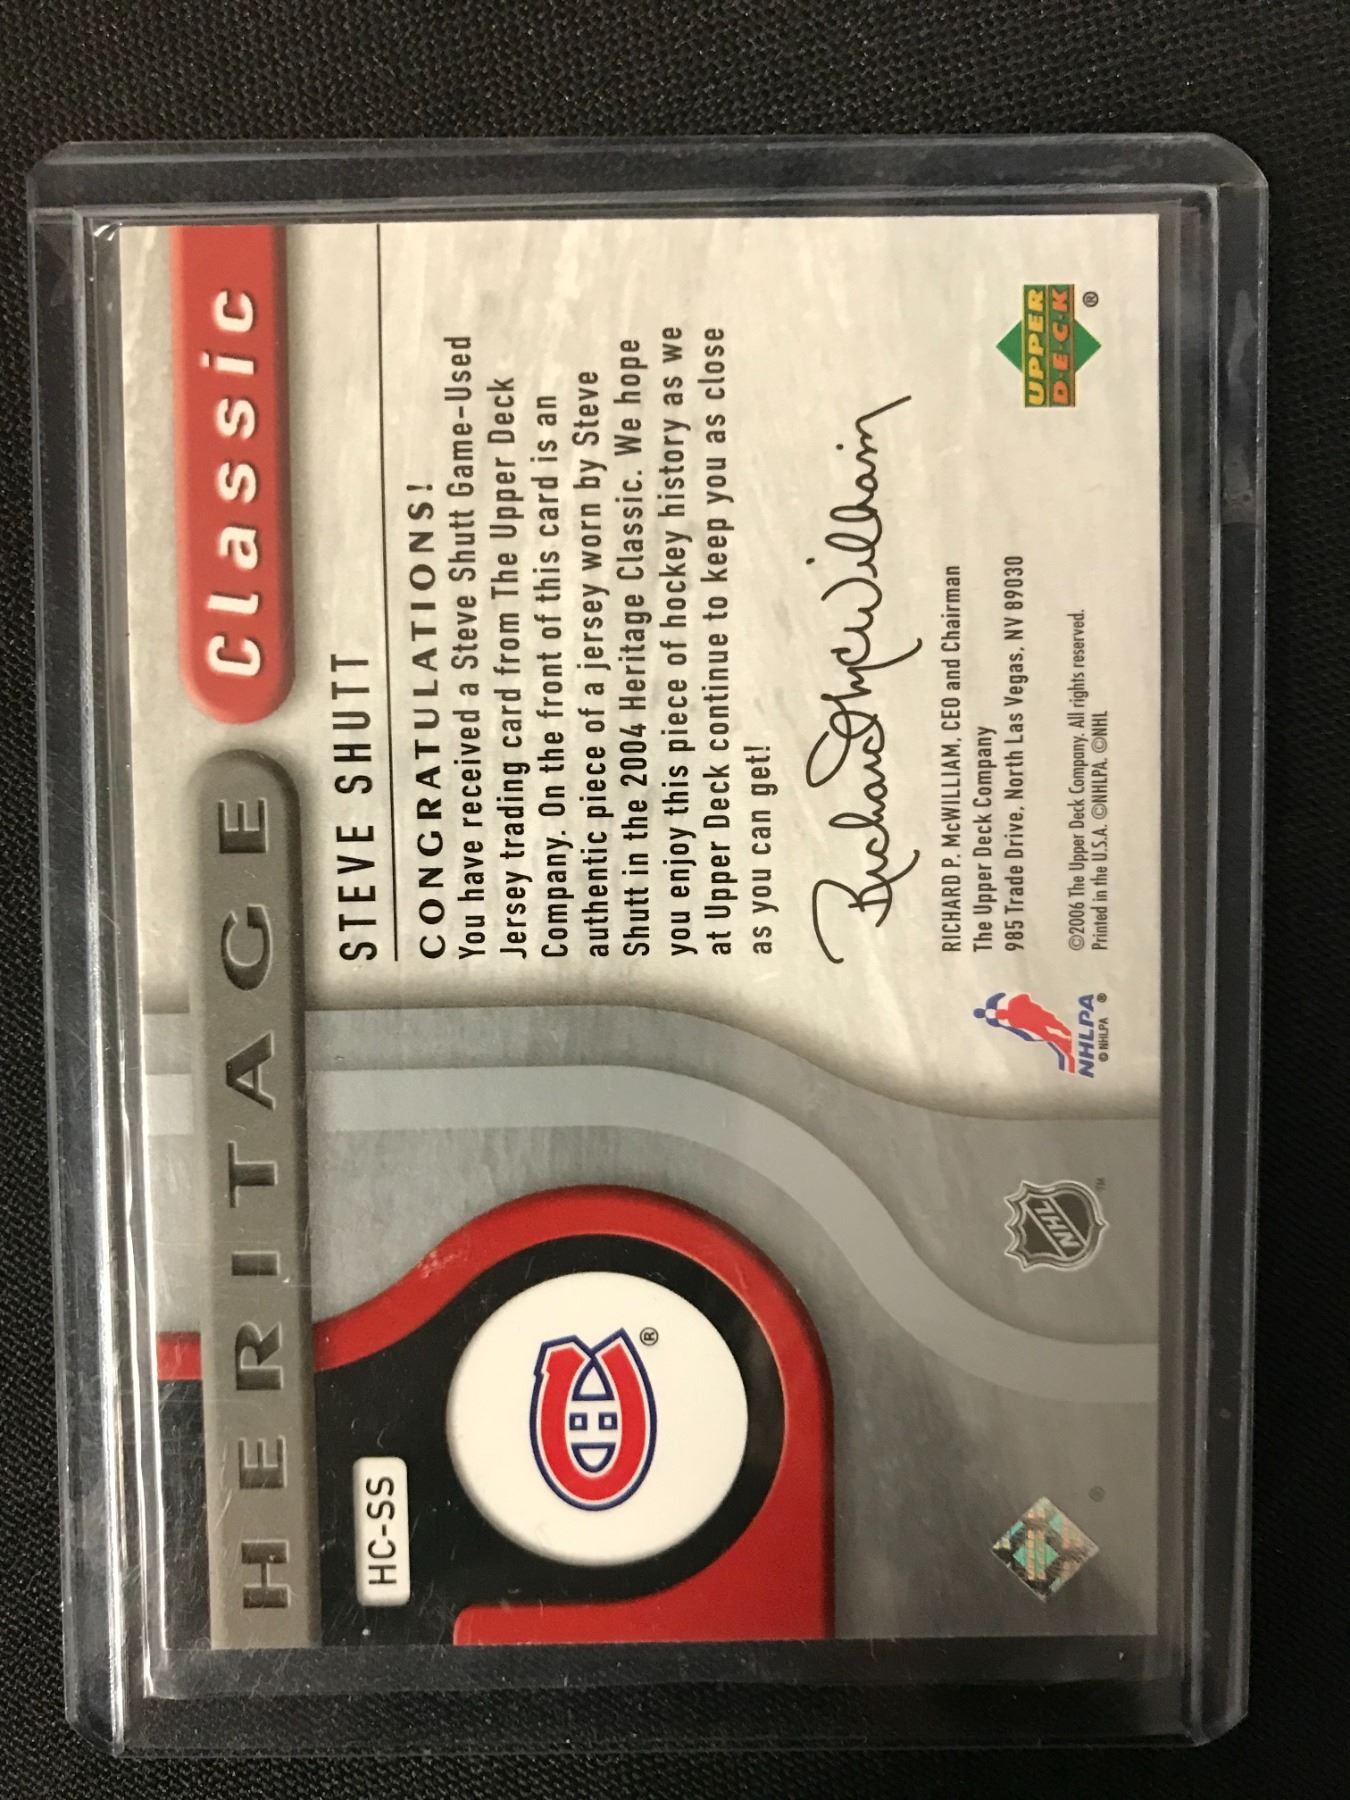 HERITAGE Classic
HC-SS
STEVE SHUTT
CONGRATULATIONS!
You have received a Steve Shutt Game-Used
Jersey trading card from The Upper Deck
Company. On the front of this card is an
authentic piece of a jersey worn by Steve
Shutt in the 2004 Heritage Classic. We hope
you enjoy this piece of hockey history as we
at Upper Deck continue to keep you as close
as you can get!
Richard McWilliam
RICHARD P. McWILLIAM, CEO and Chairman
The Upper Deck Company
985 Trade Drive, North Las Vegas, NV 89030
©2006 The Upper Deck Company. All rights reserved.
Printed in the U.S.A. ©NHLPA. ©NHL
CH ®
NHL ™
NHLPA ®
© NHLPA
UPPER
DECK ®
UPPER
DECK ®